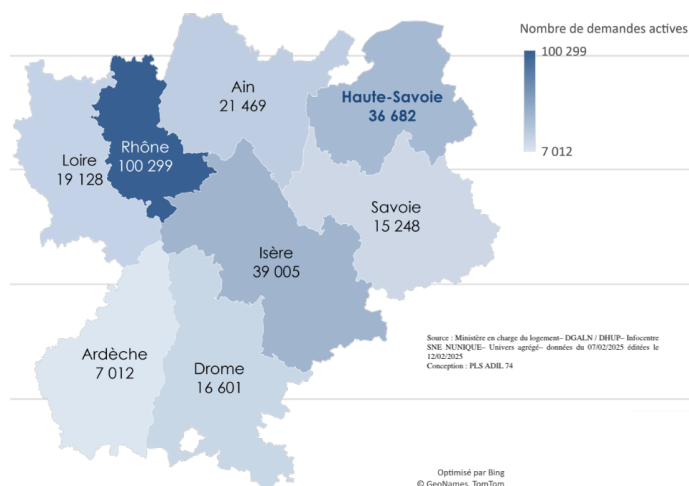 Nombre de demandes actives
100 299
7 012
Ain
21 469
Haute-Savoie
36 682
Rhône
100 299
Loire
19 128
Savoie
15 248
Isère
39 005
Ardèche
7 012
Drome
16 601
Source : Ministère en charge du logement– DGALN / DHUP– Infocentre
SNE NUNIQUE– Univers agrégé– données du 07/02/2025 éditées le
12/02/2025
Conception : PLS ADIL 74
Optimisé par Bing
© GeoNames, TomTom